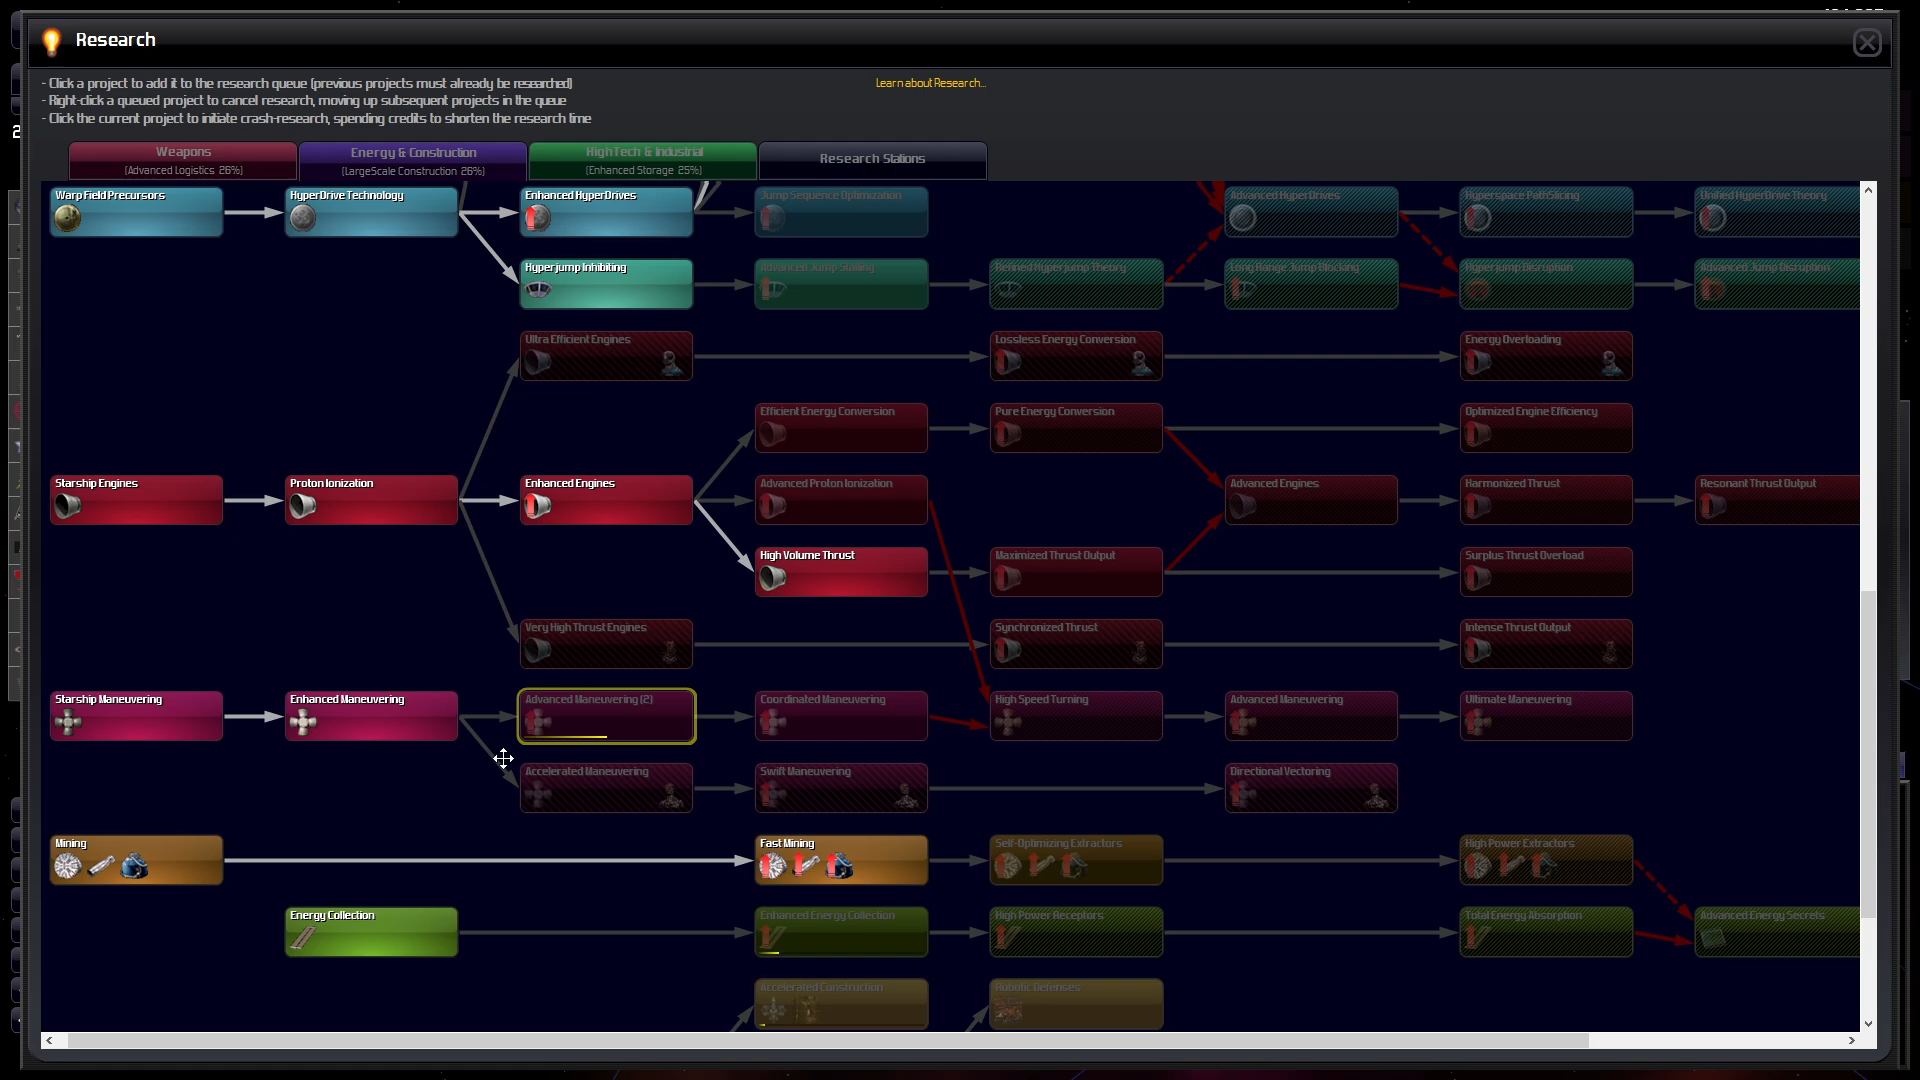 Research
- Click a project to add it to the research queue (previous projects must already be researched)
- Right-click a queued project to cancel research, moving up subsequent projects in the queue
- Click the current project to initiate crash-research, spending credits to shorten the research time
Learn about Research...
Weapons
(Advanced Logistics 26%)
Energy & Construction
(LargeScale Construction 26%)
HighTech & Industrial
(Enhanced Storage 25%)
Research Stations
Warp Field Precursors
HyperDrive Technology
Enhanced HyperDrives
Jump Sequence Optimization
Advanced HyperDrives
Hyperspace PathSlicing
Unified HyperDrive Theory
Hyperjump Inhibiting
Advanced Jump Stalling
Refined Hyperjump Theory
Long Range Jump Blocking
Hyperjump Disruption
Advanced Jump Disruption
Ultra Efficient Engines
Lossless Energy Conversion
Energy Overloading
Efficient Energy Conversion
Pure Energy Conversion
Optimized Engine Efficiency
Starship Engines
Proton Ionization
Enhanced Engines
Advanced Proton Ionization
Advanced Engines
Harmonized Thrust
Resonant Thrust Output
High Volume Thrust
Maximized Thrust Output
Surplus Thrust Overload
Very High Thrust Engines
Synchronized Thrust
Intense Thrust Output
Starship Maneuvering
Enhanced Maneuvering
Advanced Maneuvering (2)
Coordinated Maneuvering
High Speed Turning
Advanced Maneuvering
Ultimate Maneuvering
Accelerated Maneuvering
Swift Maneuvering
Directional Vectoring
Mining
Fast Mining
Self-Optimizing Extractors
High Power Extractors
Energy Collection
Enhanced Energy Collection
High Power Receptors
Total Energy Absorption
Advanced Energy Secrets
Accelerated Construction
Robotic Defenses